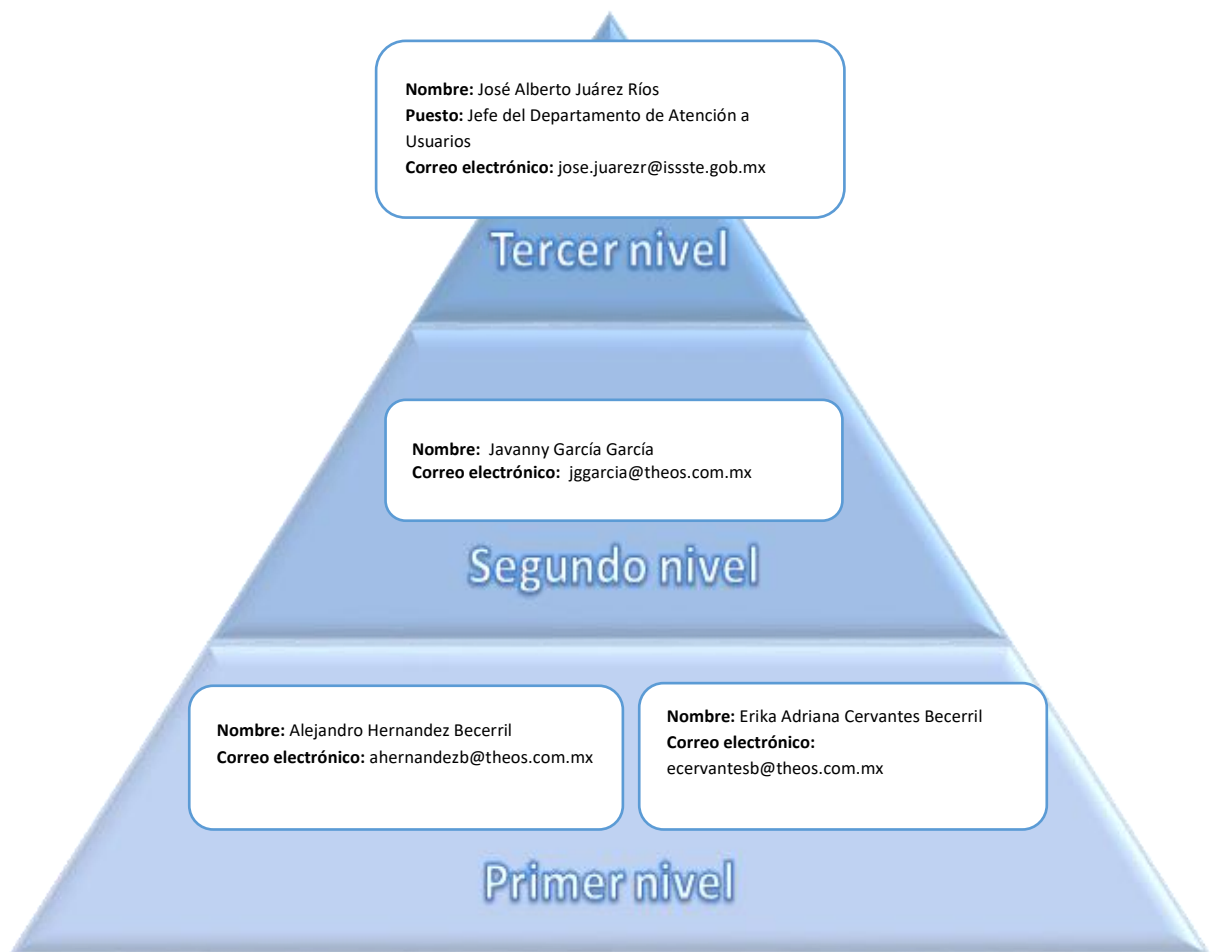 Nombre: José Alberto Juárez Ríos
Puesto: Jefe del Departamento de Atención a
Usuarios
Correo electrónico: jose.juarezr@issste.gob.mx
Tercer nivel
Nombre: Javanny García García
Correo electrónico: jggarcia@theos.com.mx
Segundo nivel
Nombre: Alejandro Hernandez Becerril
Correo electrónico: ahernandezb@theos.com.mx
Nombre: Erika Adriana Cervantes Becerril
Correo electrónico:
ecervantesb@theos.com.mx
Primer nivel